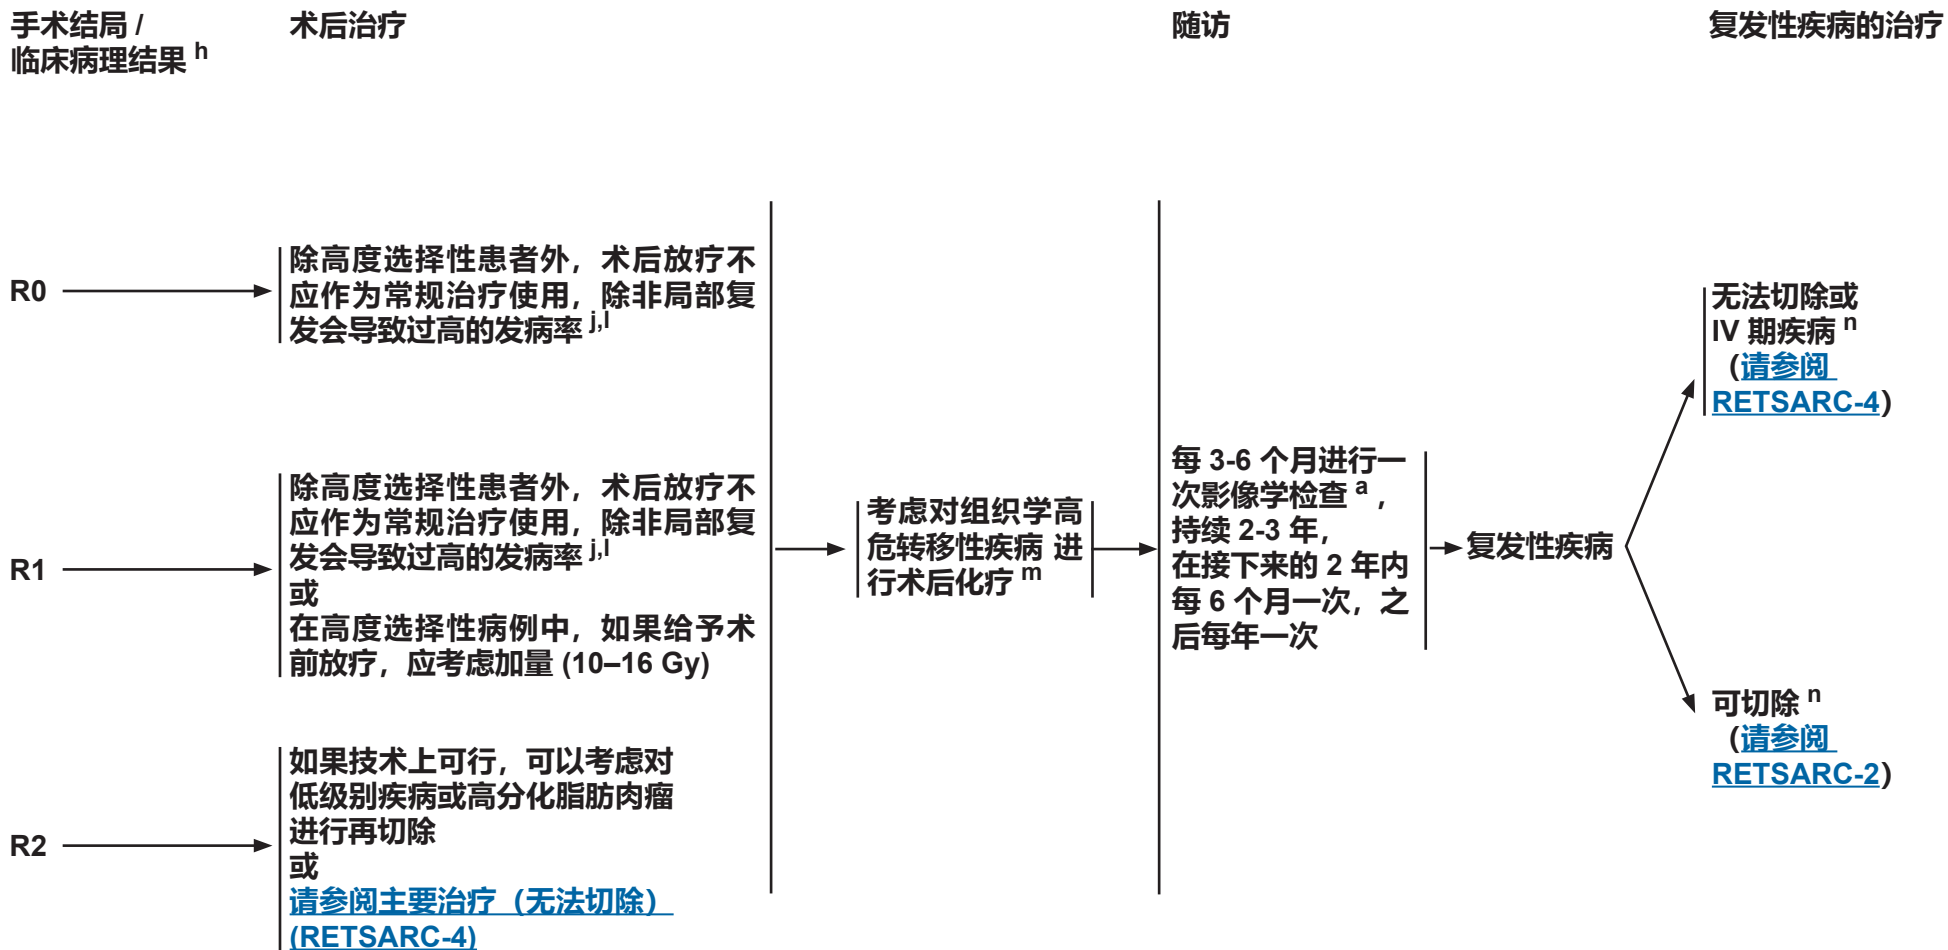 手术结局 /
临床病理结果 h
术后治疗
随访
复发性疾病的治疗
R0
除高度选择性患者外，术后放疗不
应作为常规治疗使用，除非局部复
发会导致过高的发病率 j,l
R1
除高度选择性患者外，术后放疗不
应作为常规治疗使用，除非局部复
发会导致过高的发病率 j,l
或
在高度选择性病例中，如果给予术
前放疗，应考虑加量 (10–16 Gy)
R2
如果技术上可行，可以考虑对
低级别疾病或高分化脂肪肉瘤
进行再切除
或
请参阅主要治疗（无法切除）
(RETSARC-4)
考虑对组织学高
危转移性疾病 进
行术后化疗 m
每 3-6 个月进行一
次影像学检查 a，
持续 2-3 年，
在接下来的 2 年内
每 6 个月一次，之
后每年一次
复发性疾病
无法切除或
IV 期疾病 n
（请参阅
RETSARC-4）
可切除 n
（请参阅
RETSARC-2）